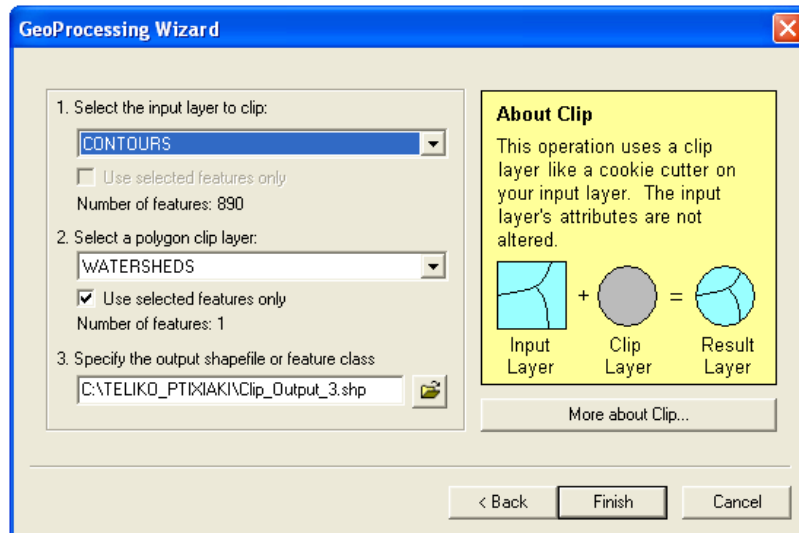 GeoProcessing Wizard
1. Select the input layer to clip:
CONTOURS
Use selected features only
Number of features: 890
2. Select a polygon clip layer:
WATERSHEDS
Use selected features only
Number of features: 1
3. Specify the output shapefile or feature class
C:\TELIKO_PTIXIAKI\Clip_Output_3.shp
About Clip
This operation uses a clip
layer like a cookie cutter on
your input layer. The input
layer's attributes are not
altered.
+ =
Input Clip Result
Layer Layer Layer
More about Clip...
< Back Finish Cancel